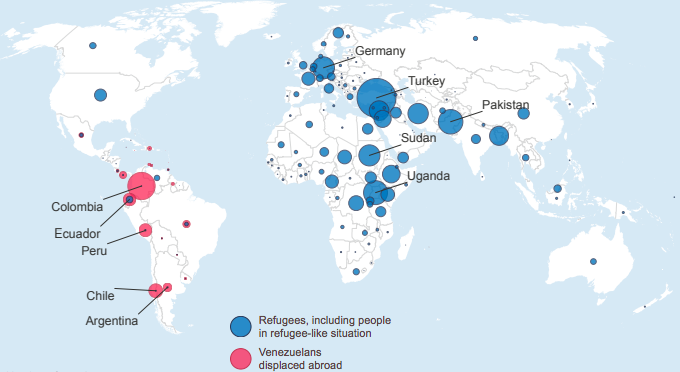 Germany
Turkey
Pakistan
Sudan
Uganda
Colombia
Ecuador
Peru
Chile
Argentina
Refugees, including people
in refugee-like situation
Venezuelans
displaced abroad